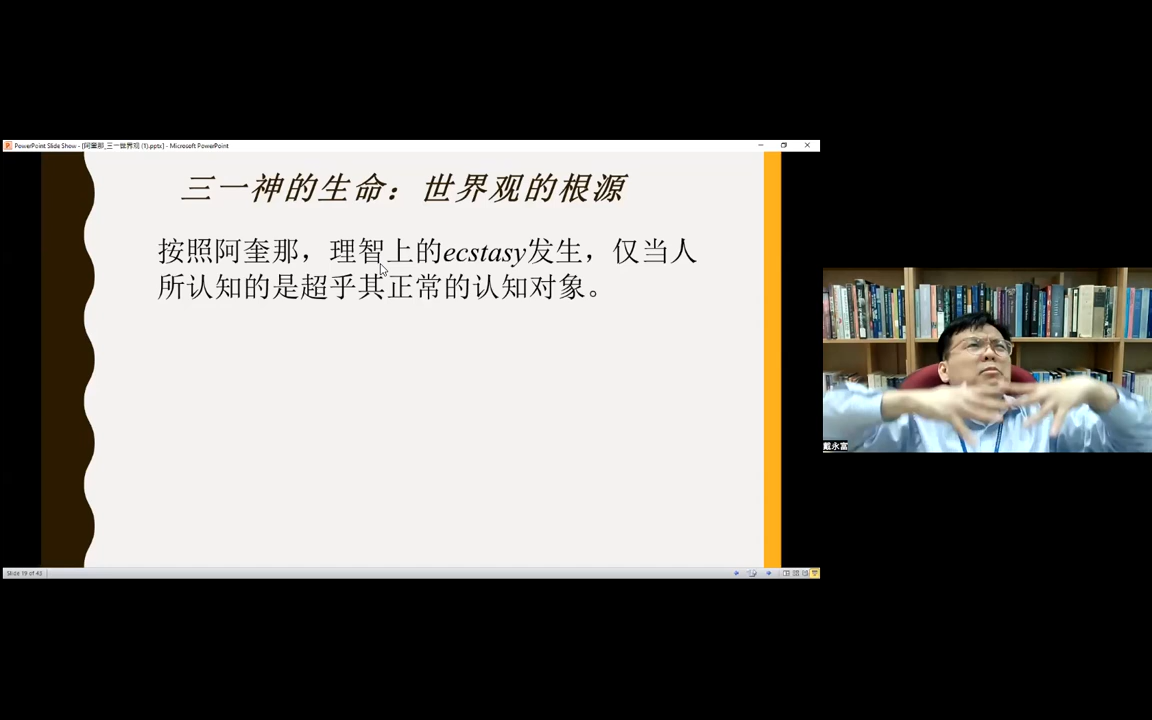 PowerPoint Slide Show - [阿奎那_三一世界观 (1).pptx] - Microsoft PowerPoint
三一神的生命：世界观的根源
按照阿奎那，理智上的ecstasy发生，仅当人
所认知的是超乎其正常的认知对象。
戴永富
Slide 19 of 43